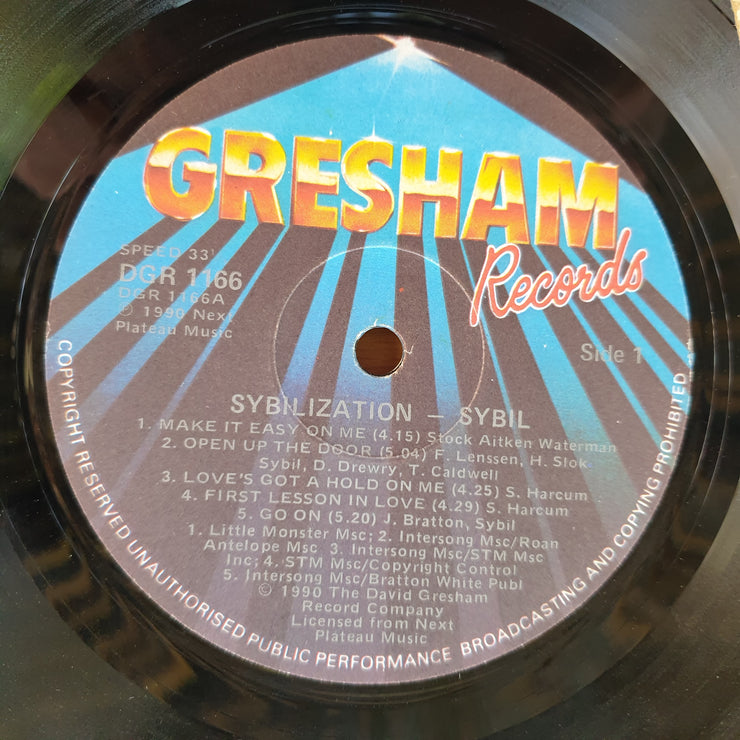 GRESHAM
Records
SPEED 33⅓
DGR 1166
DGR 1166A
℗ 1990 Next
Plateau Music
Side 1
SYBILIZATION – SYBIL
1. MAKE IT EASY ON ME (4.15) Stock Aitken Waterman
2. OPEN UP THE DOOR (5.04) F. Lenssen, H. Slok
Sybil, D. Drewry, T. Caldwell
3. LOVE'S GOT A HOLD ON ME (4.25) S. Harcum
4. FIRST LESSON IN LOVE (4.29) S. Harcum
5. GO ON (5.20) J. Bratton, Sybil
1. Little Monster Msc; 2. Intersong Msc/Roan
Antelope Msc 3. Intersong Msc/STM Msc
Inc; 4. STM Msc/Copyright Control
5. Intersong Msc/Bratton White Publ
© 1990 The David Gresham
Record Company
Licensed from Next
Plateau Music
COPYRIGHT RESERVED UNAUTHORISED PUBLIC PERFORMANCE BROADCASTING AND COPYING PROHIBITED